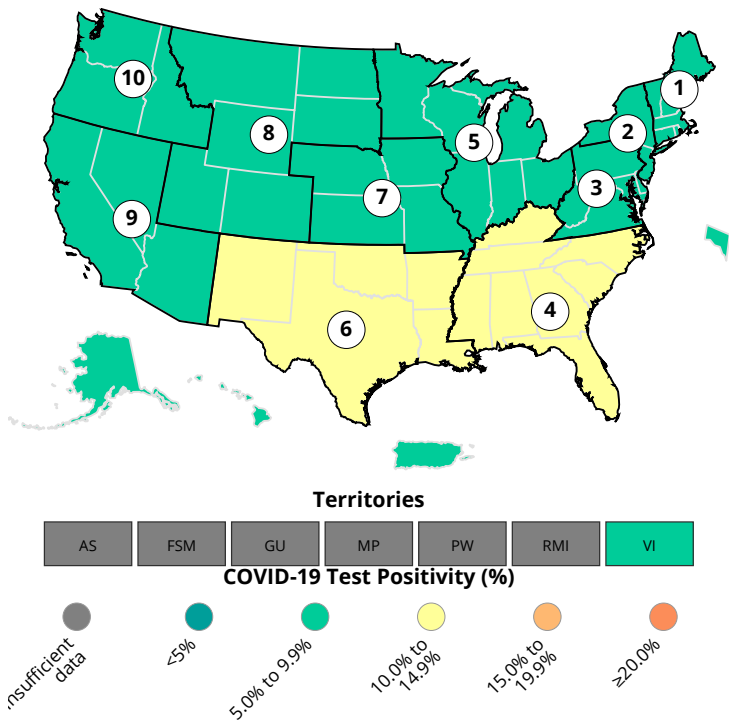 10
8
5
1
2
3
7
9
4
6
Territories
AS FSM GU MP PW RMI VI
COVID-19 Test Positivity (%)
data
<5%
5.0% to 9.9%
10.0% to
14.9%
15.0% to
19.9%
≥20.0%